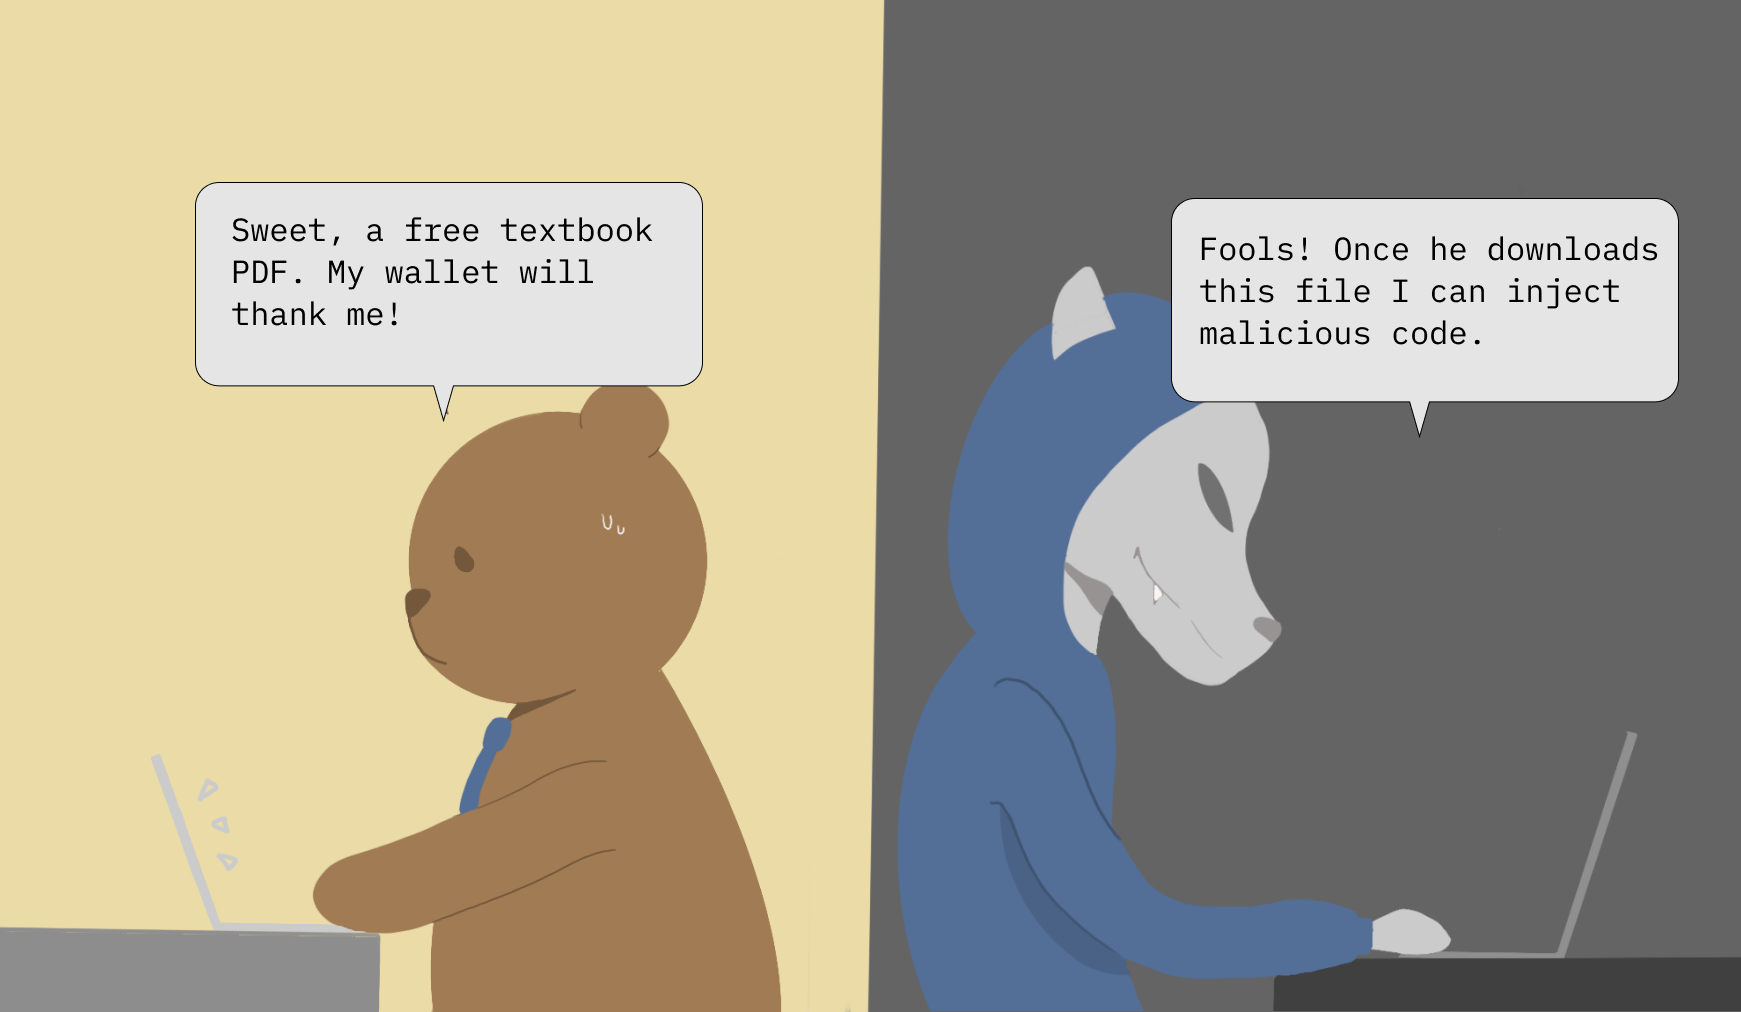 Sweet, a free textbook
PDF. My wallet will
thank me!
Fools! Once he downloads
this file I can inject
malicious code.